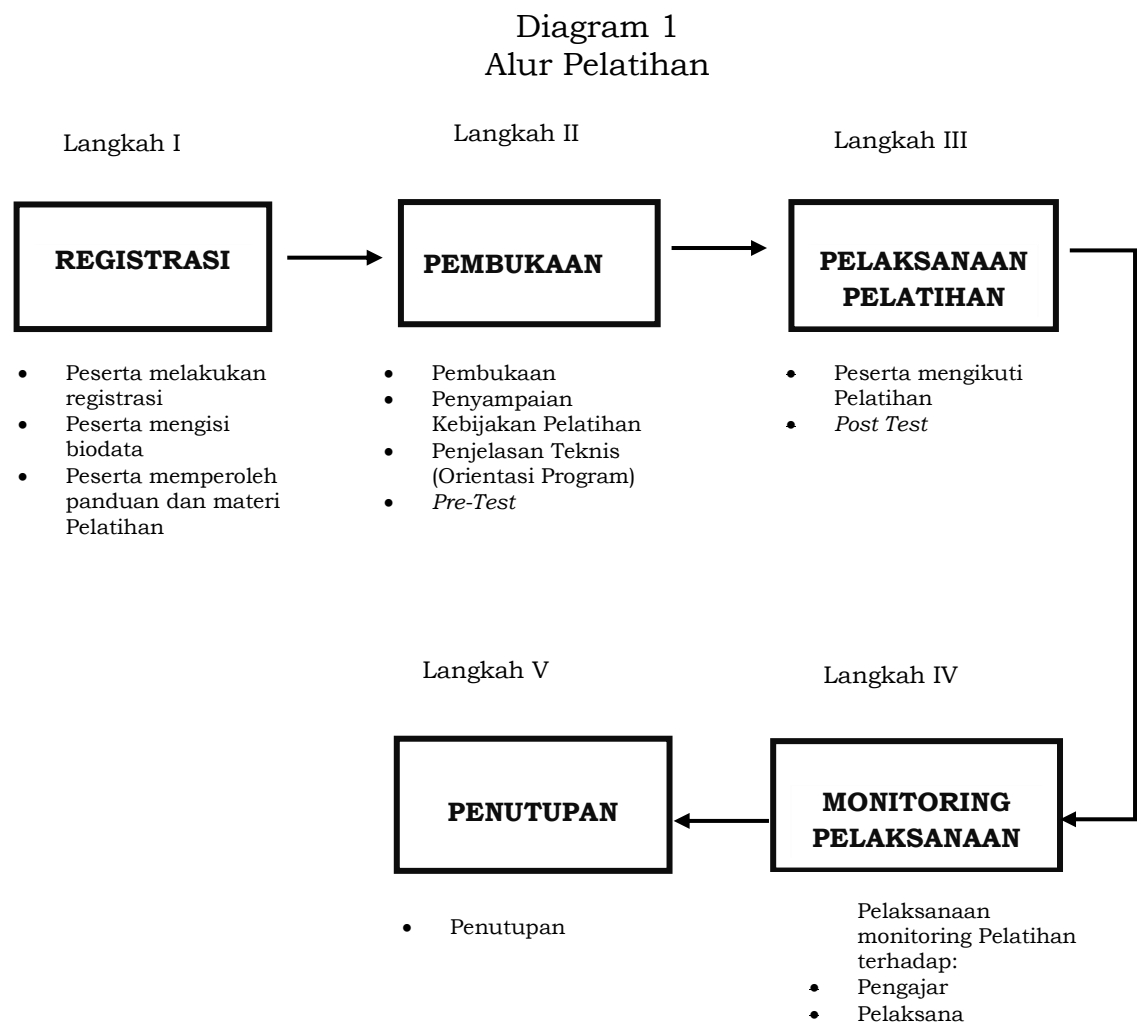 Diagram 1
Alur Pelatihan
Langkah I
Langkah II
Langkah III
REGISTRASI
PEMBUKAAN
PELAKSANAAN
PELATIHAN
• Peserta melakukan
registrasi
• Peserta mengisi
biodata
• Peserta memperoleh
panduan dan materi
Pelatihan
• Pembukaan
• Penyampaian
Kebijakan Pelatihan
• Penjelasan Teknis
(Orientasi Program)
• Pre-Test
• Peserta mengikuti
Pelatihan
• Post Test
Langkah V
Langkah IV
PENUTUPAN
MONITORING
PELAKSANAAN
• Penutupan
Pelaksanaan
monitoring Pelatihan
terhadap:
• Pengajar
• Pelaksana